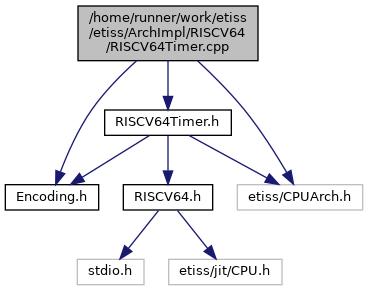 /home/runner/work/etiss
/etiss/ArchImpl/RISCV64
/RISCV64Timer.cpp
RISCV64Timer.h
Encoding.h
RISCV64.h
etiss/CPUArch.h
stdio.h
etiss/jit/CPU.h